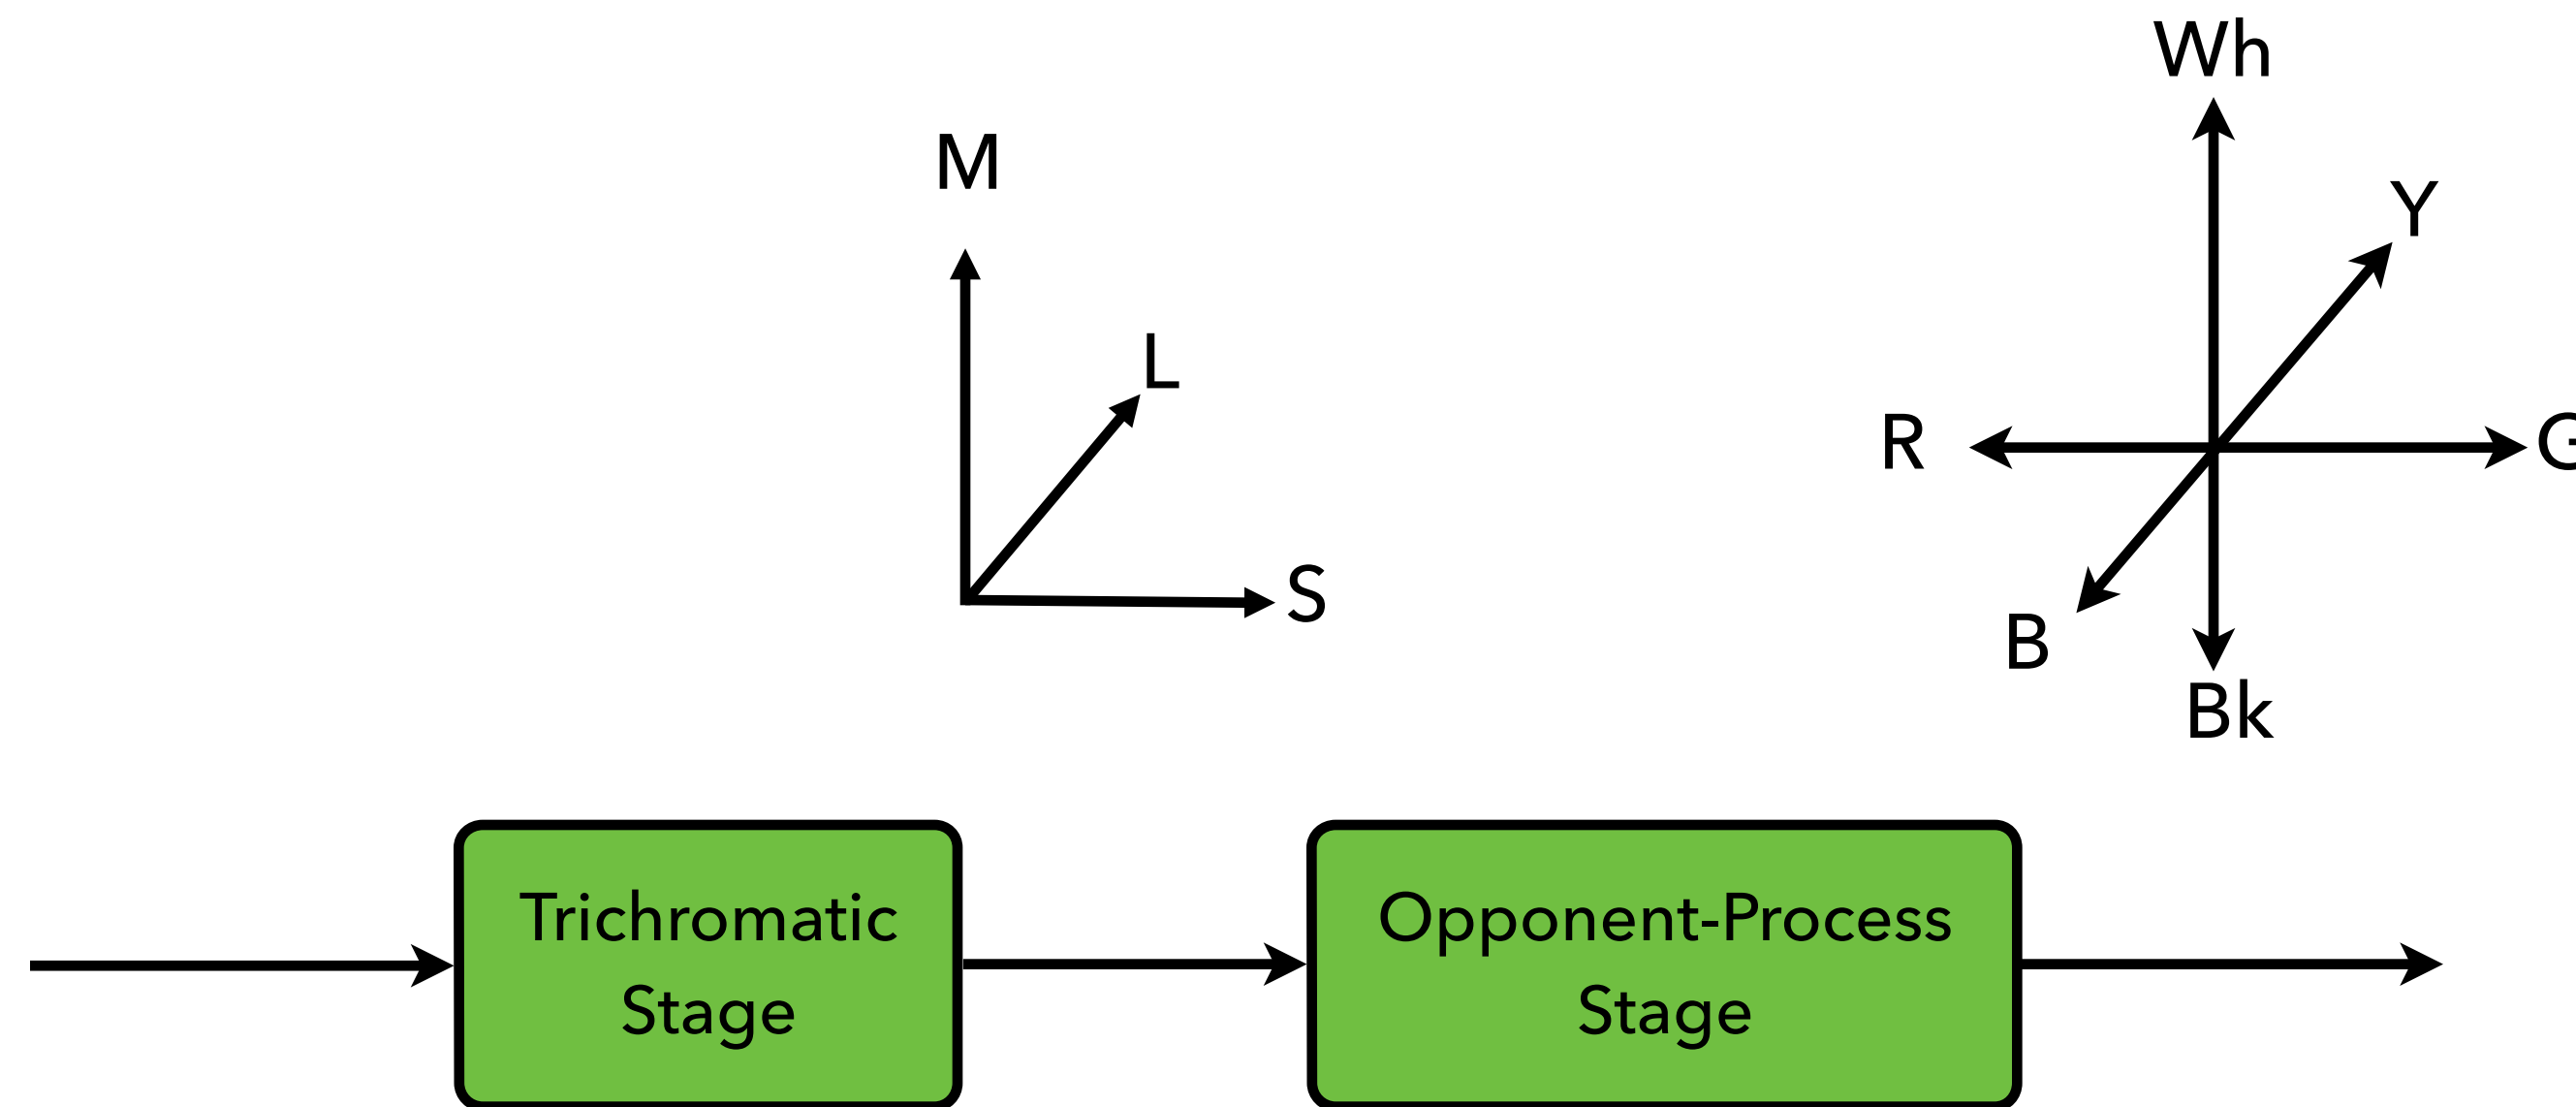 Wh
M
Y
L
R
G
S
B
Bk
Trichromatic
Stage
Opponent-Process
Stage